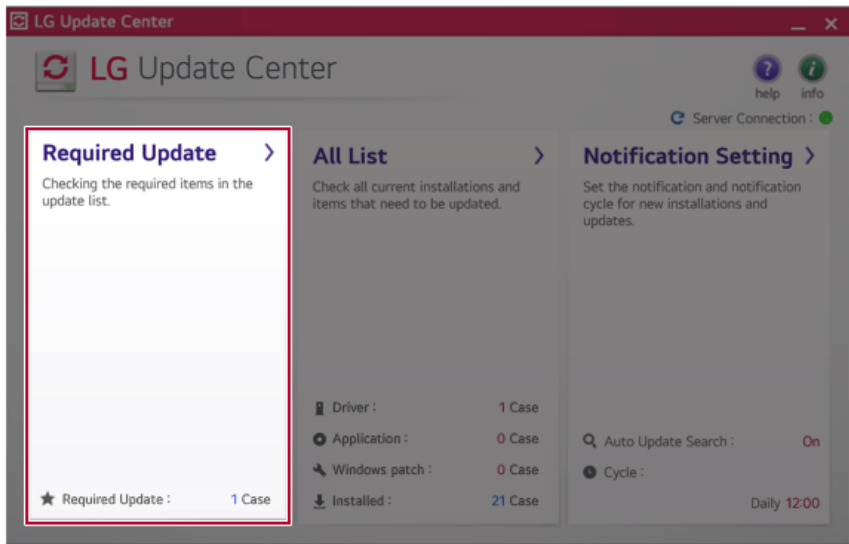 LG Update Center
LG Update Center
help
info
Server Connection :
Required Update
Checking the required items in the
update list.
Required Update :
1 Case
All List
Check all current installations and
items that need to be updated.
Driver :
1 Case
Application :
0 Case
Windows patch :
0 Case
Installed :
21 Case
Notification Setting
Set the notification and notification
cycle for new installations and
updates.
Auto Update Search :
On
Cycle :
Daily 12:00